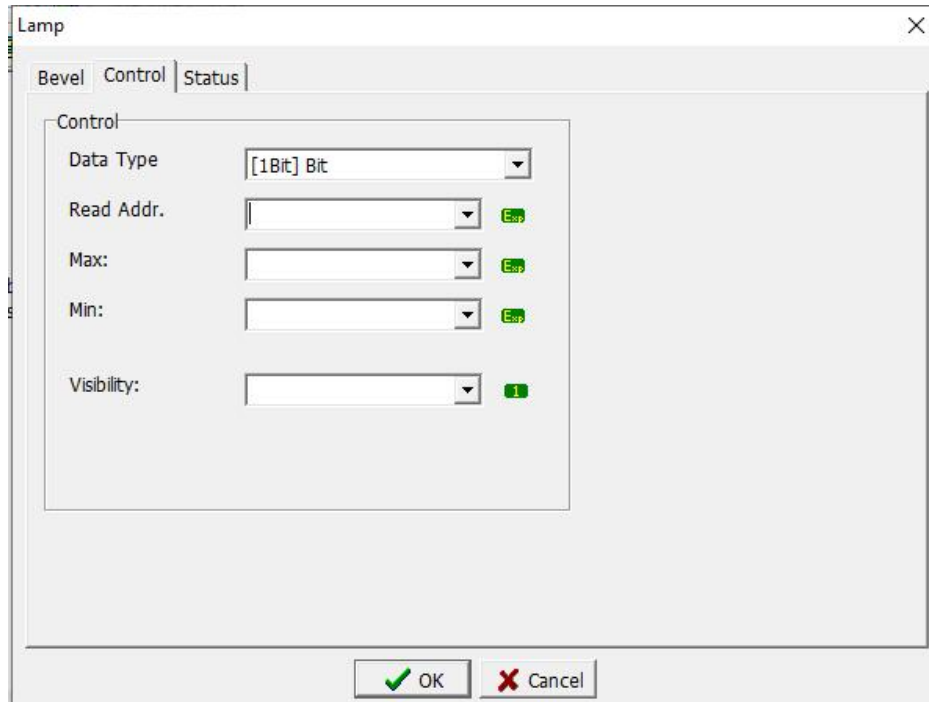 Lamp
Bevel Control Status
Control
Data Type [1Bit] Bit
Read Addr. Exp
Max: Exp
Min: Exp
Visibility: 1
OK Cancel